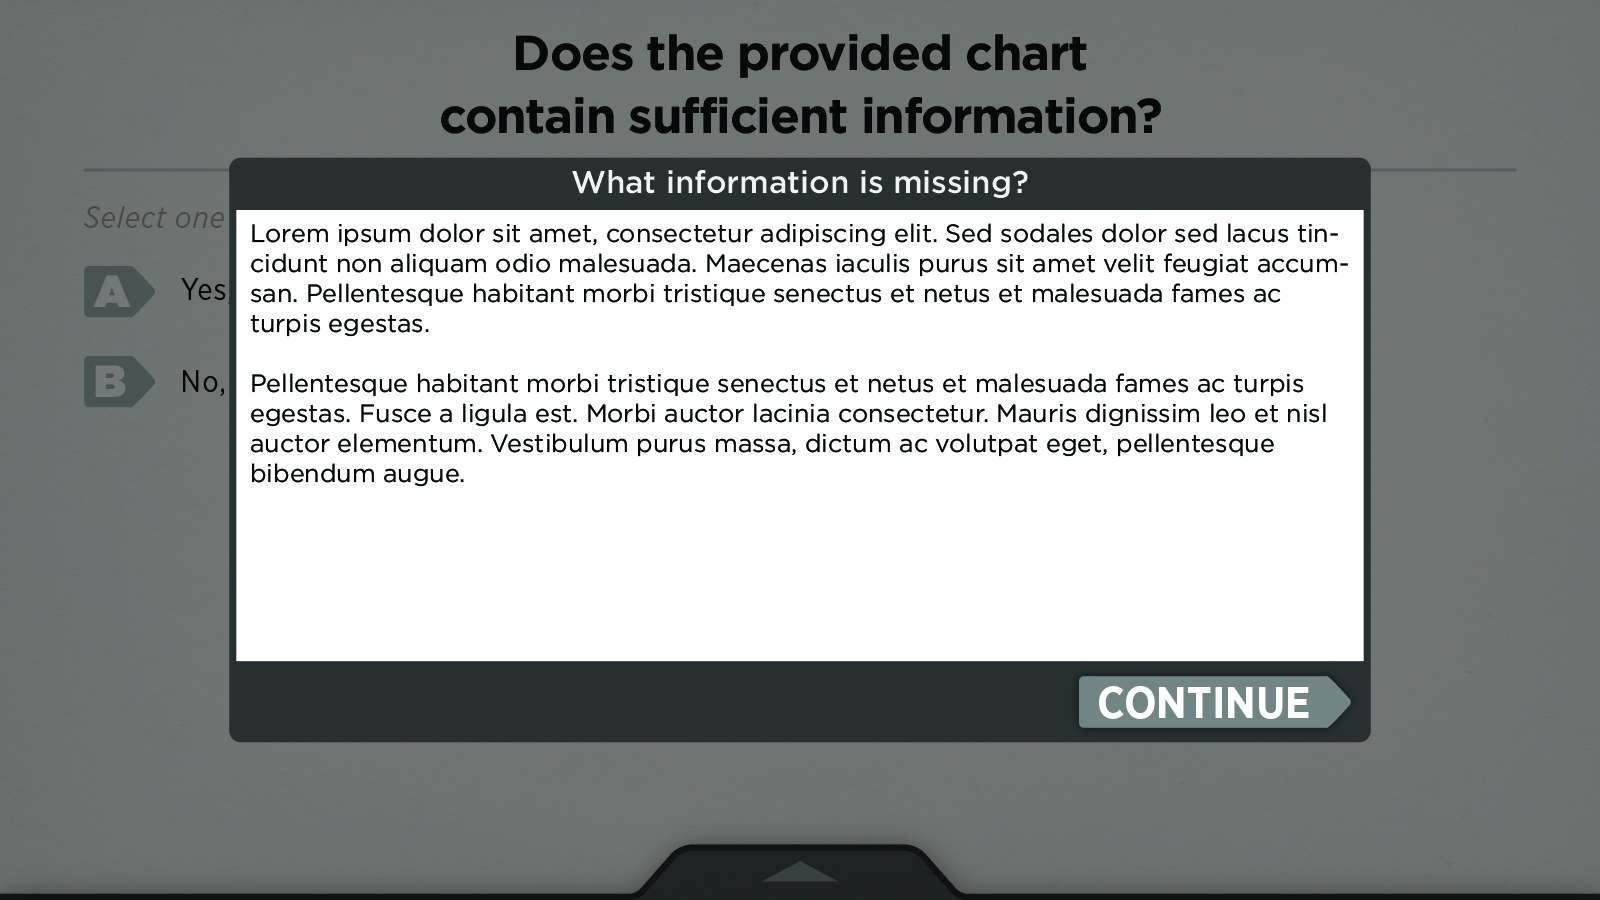 Does the provided chart
contain sufficient information?
What information is missing?
Select one
A Yes,
B No,
Lorem ipsum dolor sit amet, consectetur adipiscing elit. Sed sodales dolor sed lacus tin-
cidunt non aliquam odio malesuada. Maecenas iaculis purus sit amet velit feugiat accum-
san. Pellentesque habitant morbi tristique senectus et netus et malesuada fames ac
turpis egestas.
Pellentesque habitant morbi tristique senectus et netus et malesuada fames ac turpis
egestas. Fusce a ligula est. Morbi auctor lacinia consectetur. Mauris dignissim leo et nisl
auctor elementum. Vestibulum purus massa, dictum ac volutpat eget, pellentesque
bibendum augue.
CONTINUE